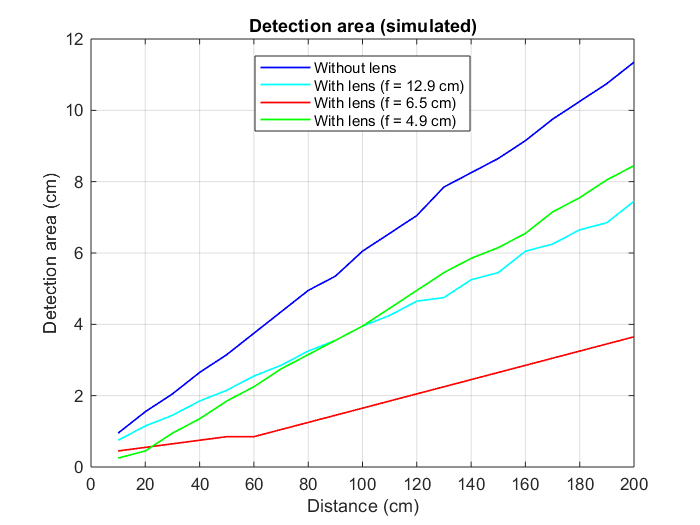 Detection area (simulated)
12
10
8
6
4
2
0
Detection area (cm)
Without lens
With lens (f = 12.9 cm)
With lens (f = 6.5 cm)
With lens (f = 4.9 cm)
0 20 40 60 80 100 120 140 160 180 200
Distance (cm)